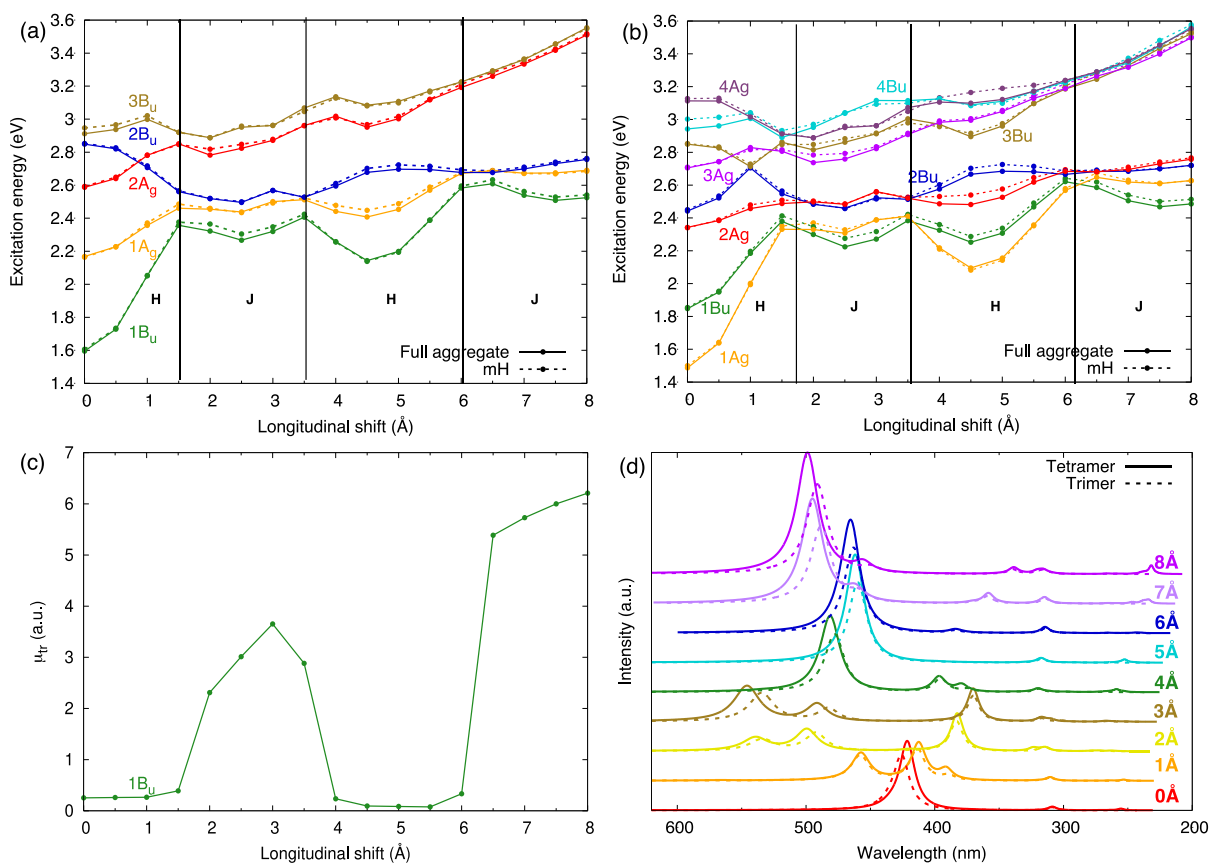 (a)
3.6
3.4
3.2
3
2.8
2.6
2.4
2.2
2
1.8
1.6
1.4
Excitation energy (eV)
3Bu
2Bu
2Ag
1Ag
1Bu
H
J
H
J
Full aggregate
mH
0 1 2 3 4 5 6 7 8
Longitudinal shift (Å)
(b)
3.6
3.4
3.2
3
2.8
2.6
2.4
2.2
2
1.8
1.6
1.4
Excitation energy (eV)
4Ag
4Bu
3Bu
3Ag
2Bu
2Ag
1Bu
1Ag
H
J
H
J
Full aggregate
mH
0 1 2 3 4 5 6 7 8
Longitudinal shift (Å)
(c)
7
6
5
4
3
2
1
0
μtr (a.u.)
1Bu
0 1 2 3 4 5 6 7 8
Longitudinal shift (Å)
(d)
Tetramer
Trimer
Intensity (a.u.)
8Å
7Å
6Å
5Å
4Å
3Å
2Å
1Å
0Å
600 500 400 300 200
Wavelength (nm)